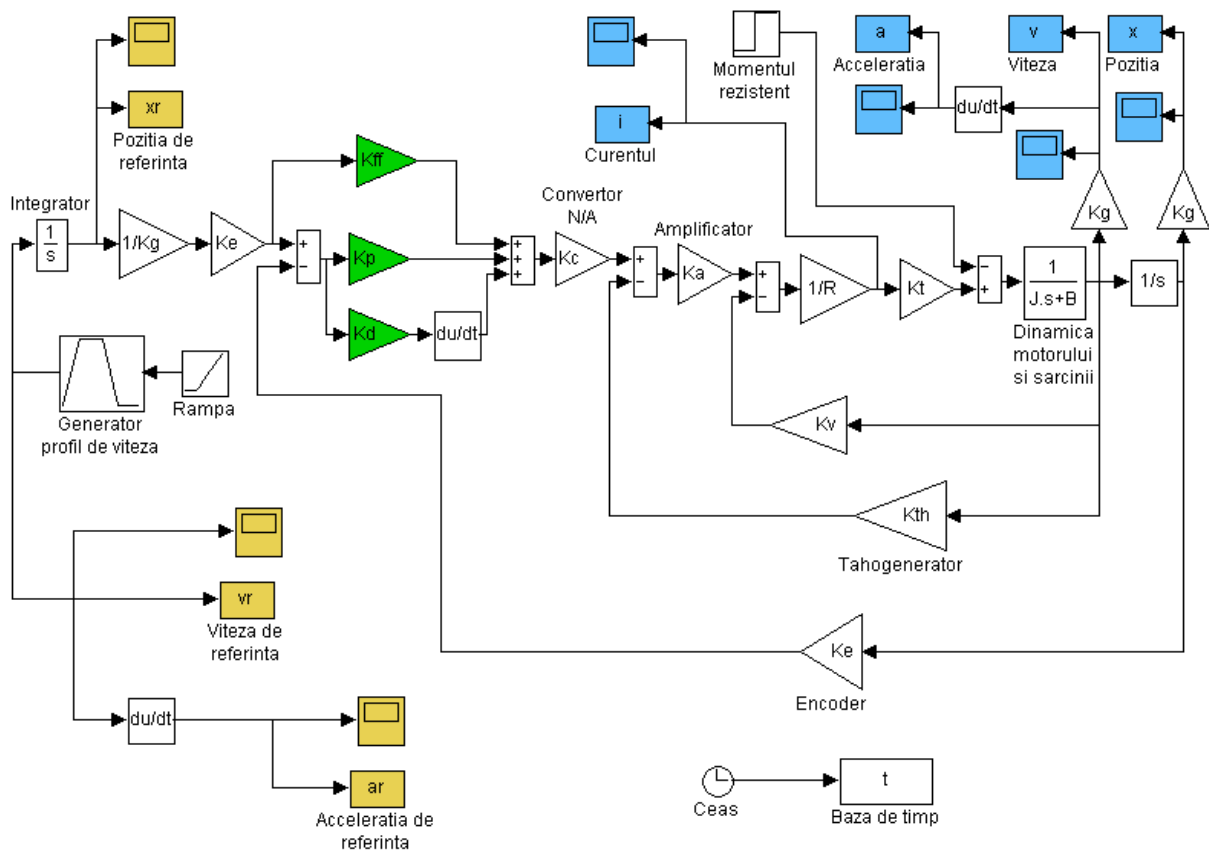 a
v
x
Acceleratia
Viteza
Pozitia
Momentul
rezistent
xr
Pozitia de
referinta
i
Curentul
du/dt
Kff
Integrator
1
s
1/Kg
Ke
Convertor
N/A
Kg
Kg
Kp
Kc
Amplificator
Ka
1/R
Kt
1
J.s+B
1/s
Dinamica
motorului
si sarcinii
Kd
du/dt
Generator
profil de viteza
Rampa
Kv
Kth
Tahogenerator
vr
Viteza de
referinta
Ke
Encoder
du/dt
ar
Acceleratia de
referinta
Ceas
t
Baza de timp